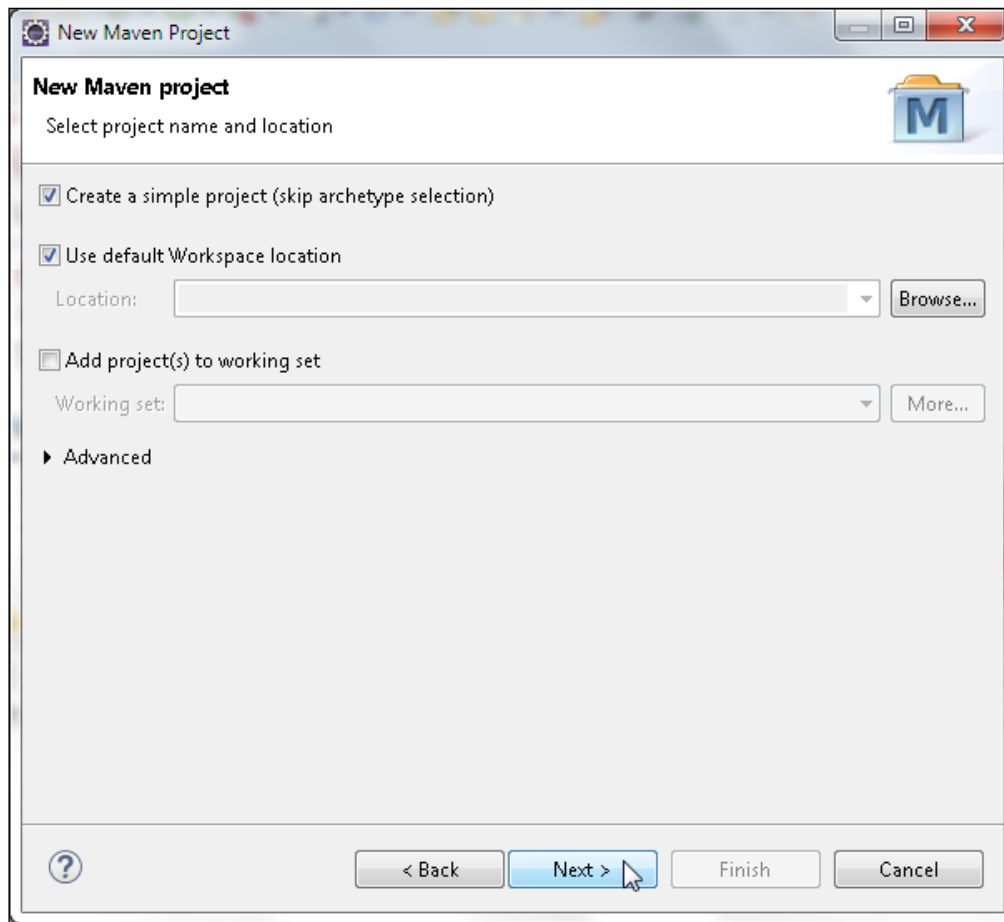 New Maven Project
New Maven project
Select project name and location
M
Create a simple project (skip archetype selection)
Use default Workspace location
Location:
Browse...
Add project(s) to working set
Working set:
More...
Advanced
?
< Back
Next >
Finish
Cancel